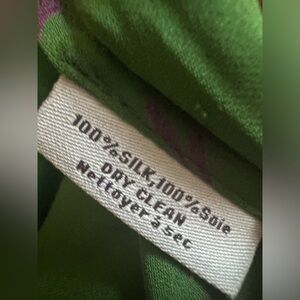 100%SILK,100%Soie
DRY CLEAN
Nettoyer à Sec